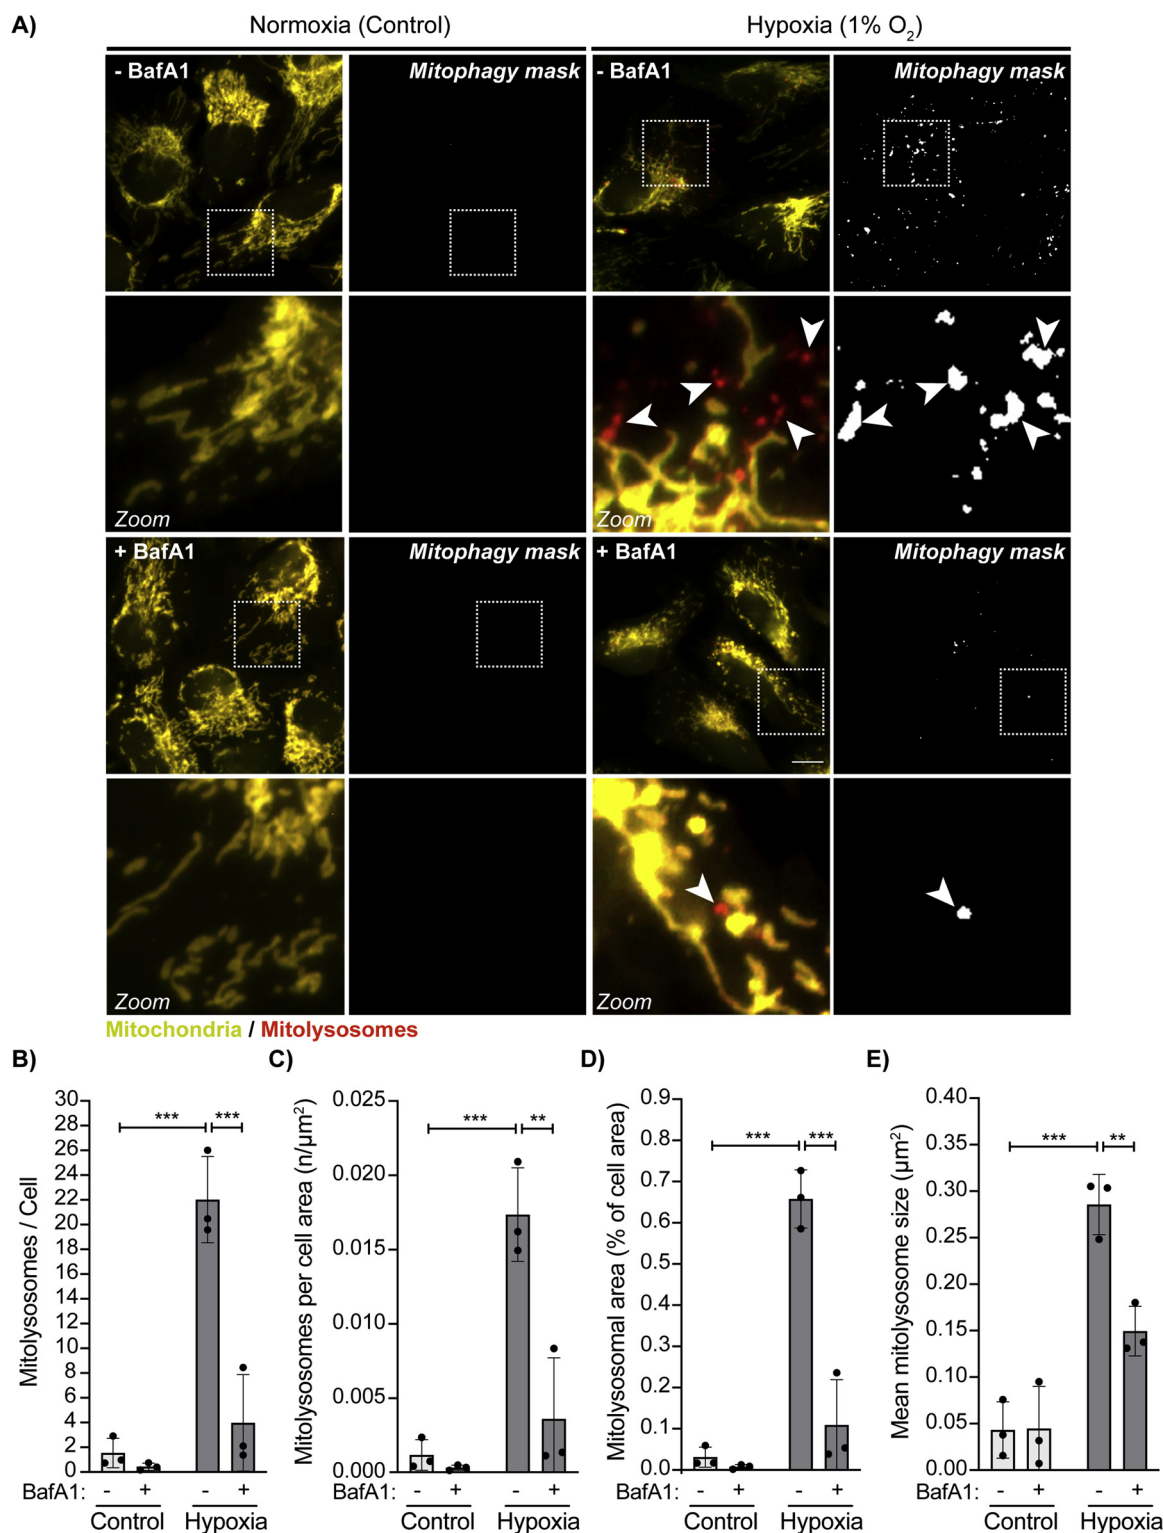 A)
Normoxia (Control)
Hypoxia (1% O₂)
- BafA1
Mitophagy mask
- BafA1
Mitophagy mask
Zoom
Zoom
+ BafA1
Mitophagy mask
+ BafA1
Mitophagy mask
Zoom
Zoom
Mitochondria / Mitolysosomes
B)
Mitolysosomes / Cell
30
28
26
24
22
20
18
16
14
12
10
8
6
4
2
0
***
***
BafA1:
-
+
-
+
Control
Hypoxia
C)
Mitolysosomes per cell area (n/µm²)
0.025
0.020
0.015
0.010
0.005
0.000
***
**
BafA1:
-
+
-
+
Control
Hypoxia
D)
Mitolysosomal area (% of cell area)
0.9
0.8
0.7
0.6
0.5
0.4
0.3
0.2
0.1
0.0
***
***
BafA1:
-
+
-
+
Control
Hypoxia
E)
Mean mitolysosome size (µm²)
0.40
0.35
0.30
0.25
0.20
0.15
0.10
0.05
0.00
***
**
BafA1:
-
+
-
+
Control
Hypoxia